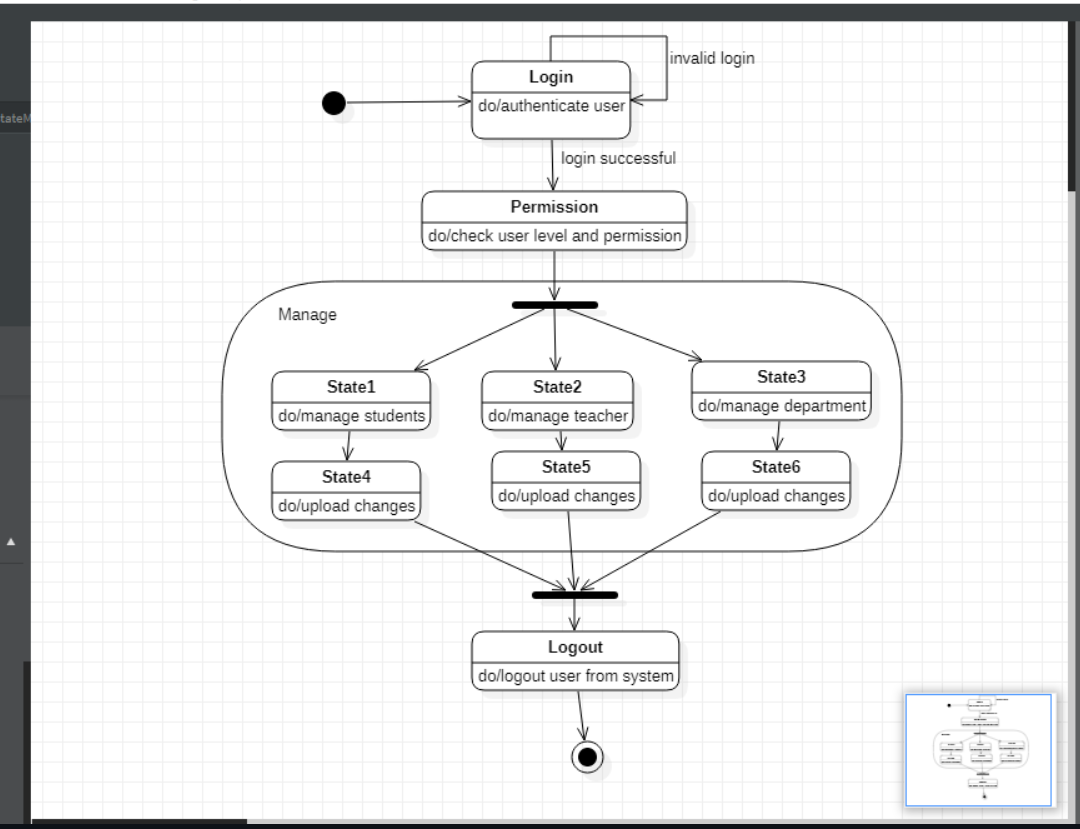 invalid login
Login
do/authenticate user
login successful
Permission
do/check user level and permission
Manage
State1
do/manage students
State2
do/manage teacher
State3
do/manage department
State4
do/upload changes
State5
do/upload changes
State6
do/upload changes
Logout
do/logout user from system